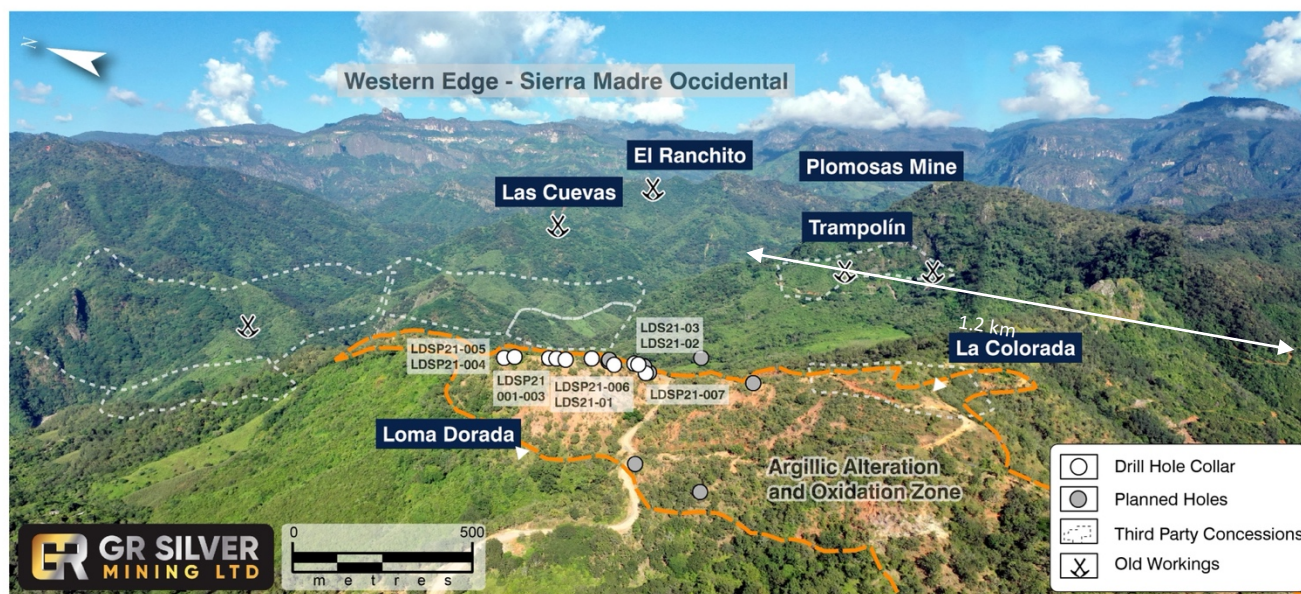 N
Western Edge - Sierra Madre Occidental
El Ranchito
Plomosas Mine
Las Cuevas
Trampolín
1.2 km
La Colorada
LDS21-03
LDS21-02
LDSP21-005
LDSP21-004
LDSP21
001-003
LDSP21-006
LDS21-01
LDSP21-007
Loma Dorada
Argillic Alteration
and Oxidation Zone
Drill Hole Collar
Planned Holes
Third Party Concessions
Old Workings
GR SILVER
MINING LTD
0 500
metres